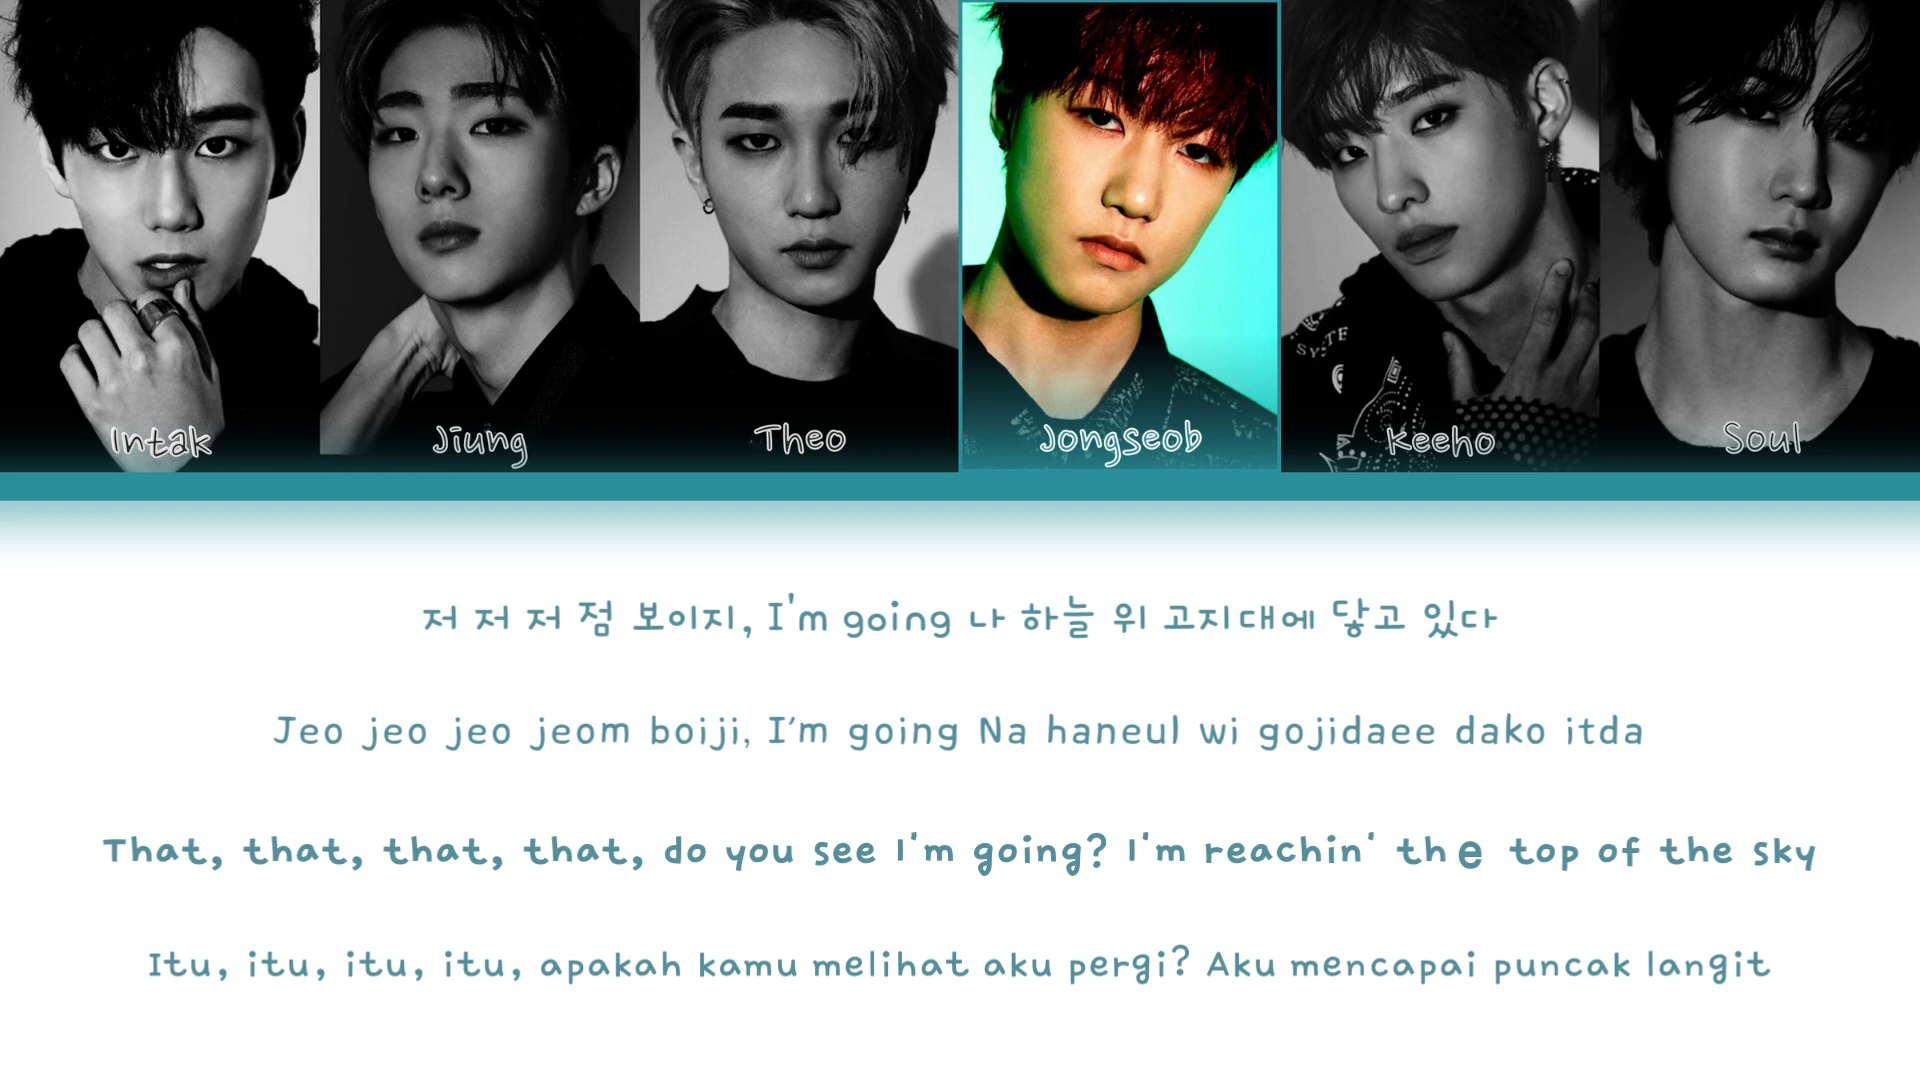 Intak Jiung Theo Jongseob Keeho Soul
SYSTE
저 저 저 점 보이지, I'm going 나 하늘 위 고지대에 닿고 있다
Jeo jeo jeo jeom boiji, I'm going Na haneul wi gojidaee dako itda
That, that, that, that, do you see I'm going? I'm reachin' the top of the sky
Itu, itu, itu, itu, apakah kamu melihat aku pergi? Aku mencapai puncak langit